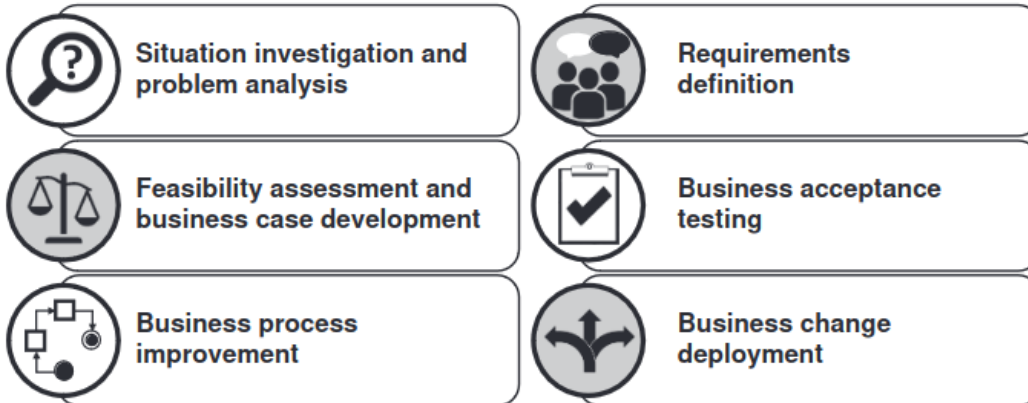 Situation investigation and
problem analysis
Requirements
definition
Feasibility assessment and
business case development
Business acceptance
testing
Business process
improvement
Business change
deployment